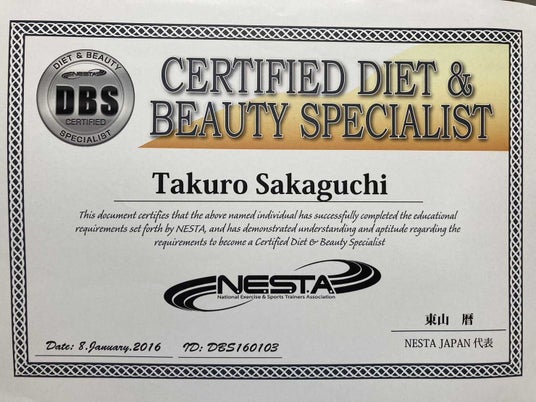 DIET & BEAUTY
NESTA
DBS
CERTIFIED
SPECIALIST
CERTIFIED DIET &
BEAUTY SPECIALIST
Takuro Sakaguchi
This document certifies that the above named individual has successfully completed the educational
requirements set forth by NESTA, and has demonstrated understanding and aptitude regarding the
requirements to become a Certified Diet & Beauty Specialist
NESTA
National Exercise & Sports Trainers Association
東山 暦
NESTA JAPAN 代表
Date: 8.January.2016
ID: DBS160103